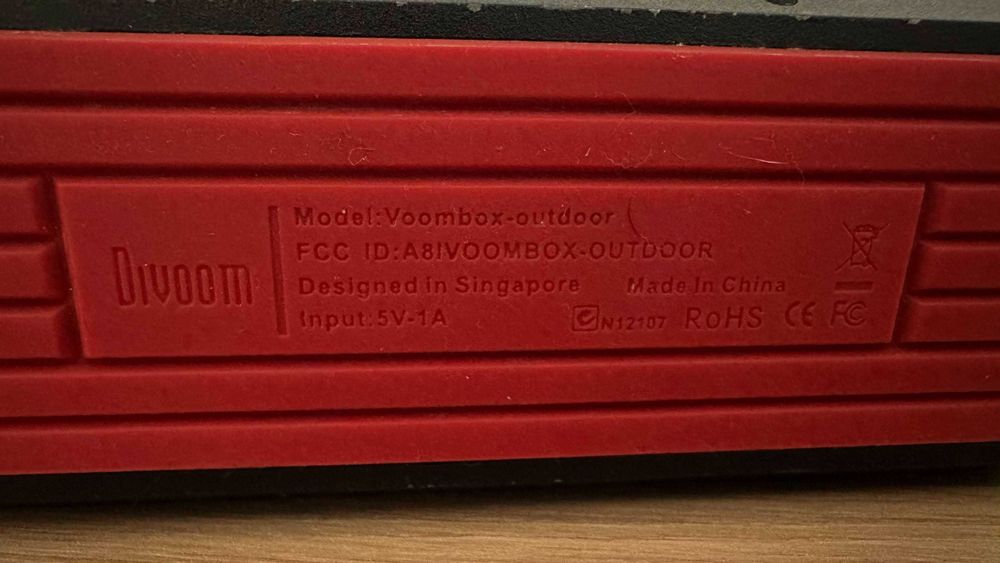 Divoom
Model:Voombox-outdoor
FCC ID:A8IVOOMBOX-OUTDOOR
Designed In Singapore Made In China
Input:5V-1A N12107 RoHS CE FC